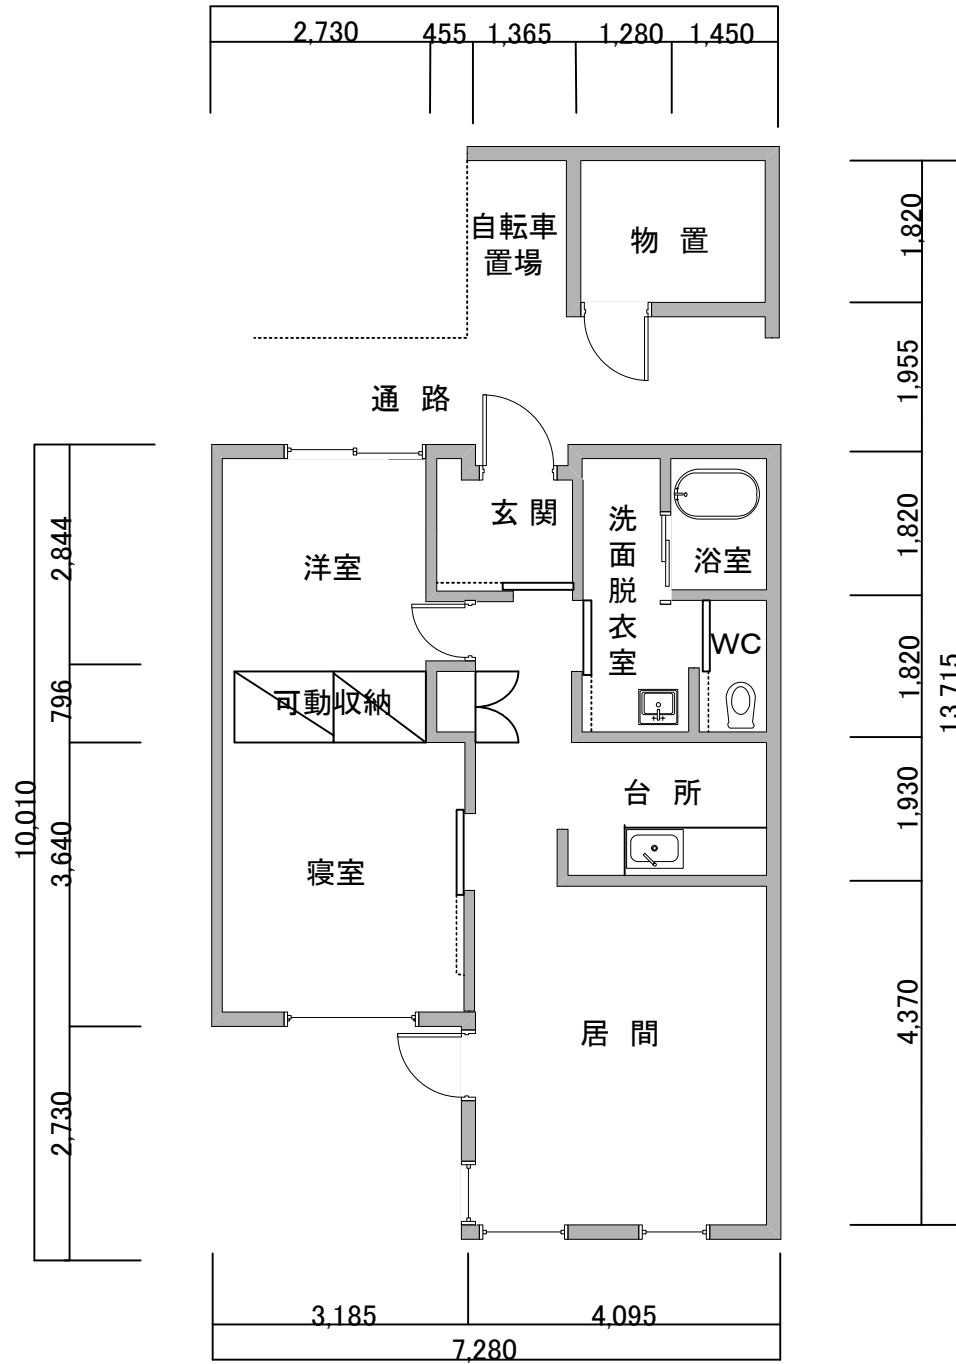 2,730 455 1,365 1,280 1,450
自転車
置場
物 置
1,820
1,955
通 路
玄 関
洗面脱衣室
浴室
1,820
2,844
洋室
WC
1,820
13,715
796
可動収納
台 所
1,930
10,010
3,640
寝室
居 間
4,370
2,730
3,185 4,095
7,280